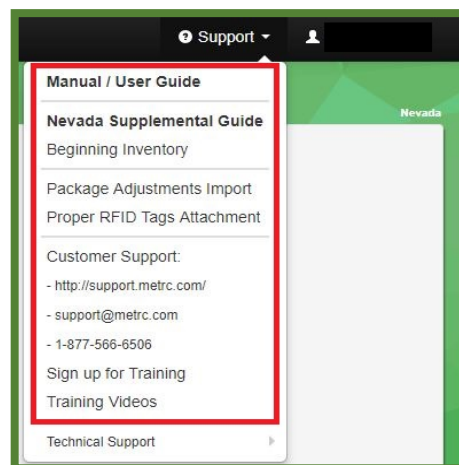 Support
Manual / User Guide
Nevada
Nevada Supplemental Guide
Beginning Inventory
Package Adjustments Import
Proper RFID Tags Attachment
Customer Support:
- http://support.metrc.com/
- support@metrc.com
- 1-877-566-6506
Sign up for Training
Training Videos
Technical Support